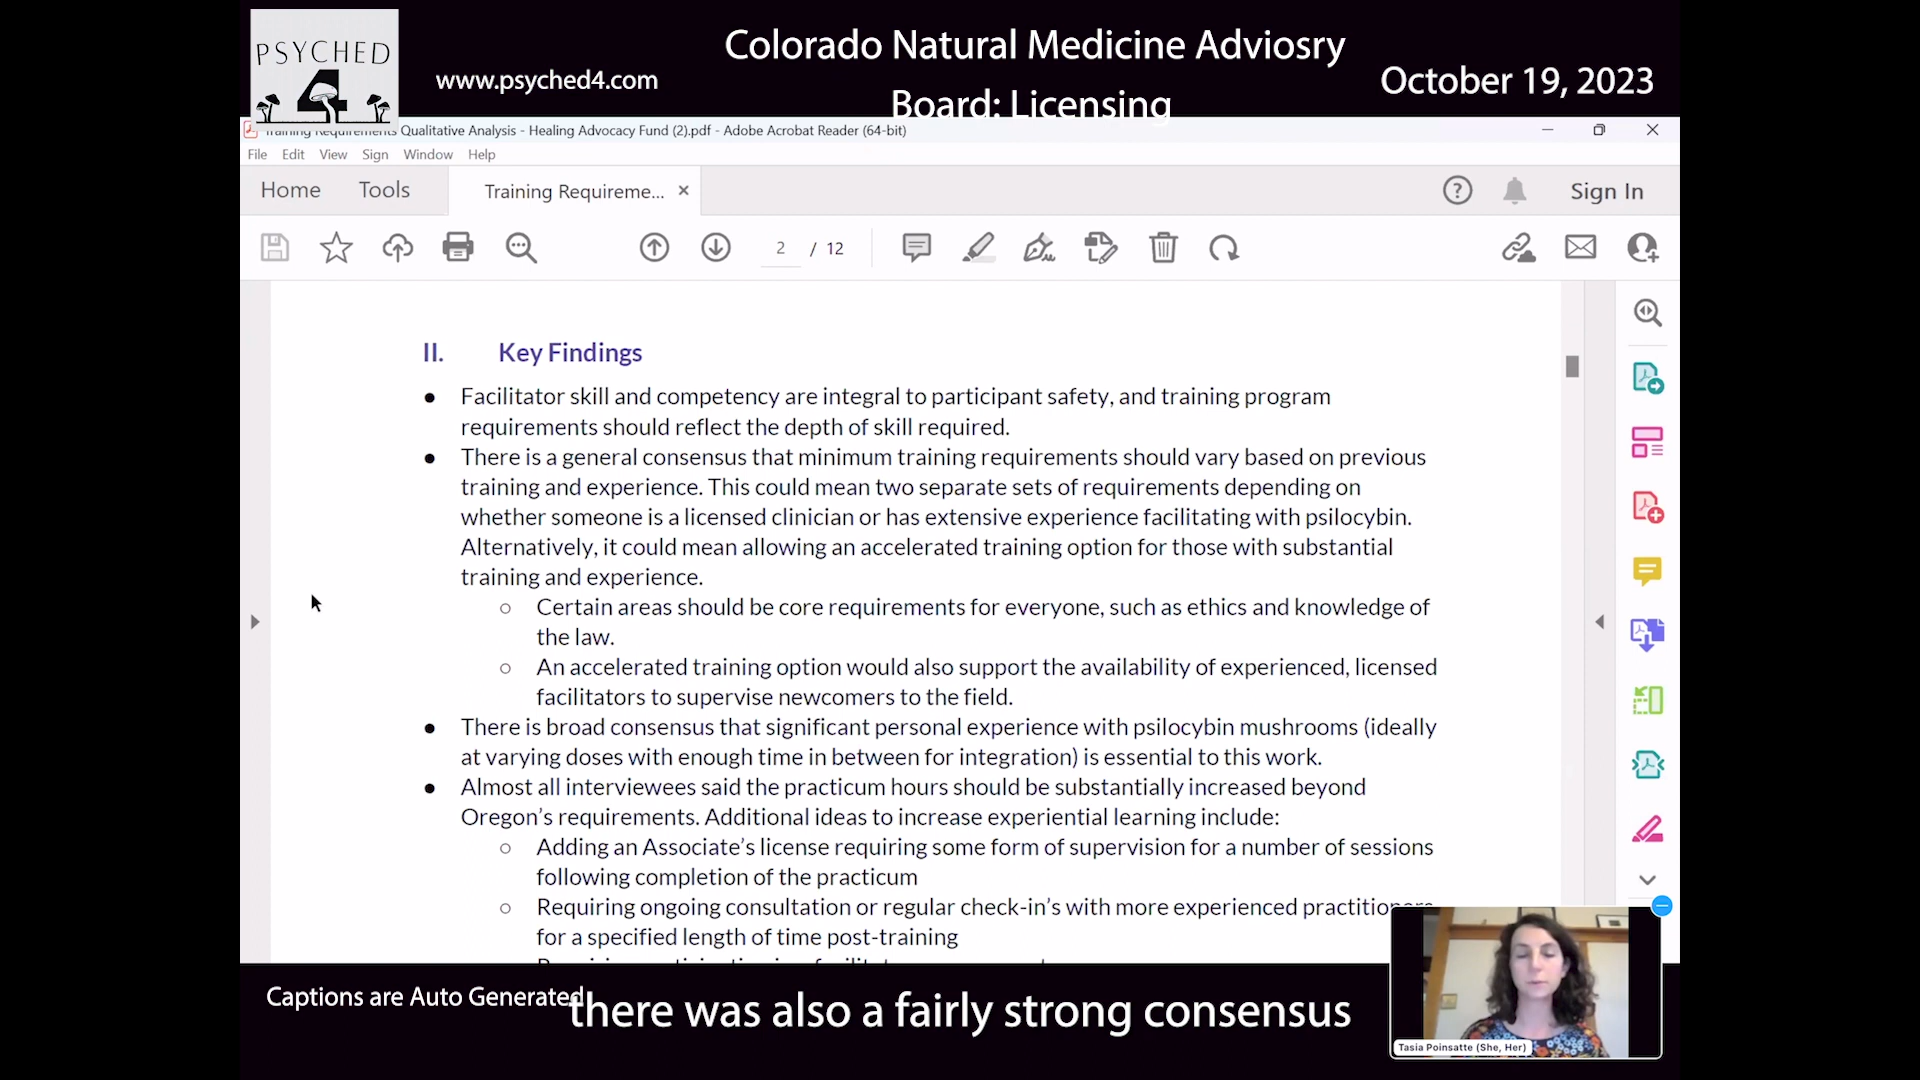 PSYCHED
4
www.psyched4.com
Colorado Natural Medicine Adviosry
Board: Licensing
October 19, 2023
Training Requirements Qualitative Analysis - Healing Advocacy Fund (2).pdf - Adobe Acrobat Reader (64-bit)
File Edit View Sign Window Help
Home Tools Training Requireme... × Sign In
2 / 12
II. Key Findings
● Facilitator skill and competency are integral to participant safety, and training program
requirements should reflect the depth of skill required.
● There is a general consensus that minimum training requirements should vary based on previous
training and experience. This could mean two separate sets of requirements depending on
whether someone is a licensed clinician or has extensive experience facilitating with psilocybin.
Alternatively, it could mean allowing an accelerated training option for those with substantial
training and experience.
○ Certain areas should be core requirements for everyone, such as ethics and knowledge of
the law.
○ An accelerated training option would also support the availability of experienced, licensed
facilitators to supervise newcomers to the field.
● There is broad consensus that significant personal experience with psilocybin mushrooms (ideally
at varying doses with enough time in between for integration) is essential to this work.
● Almost all interviewees said the practicum hours should be substantially increased beyond
Oregon's requirements. Additional ideas to increase experiential learning include:
○ Adding an Associate's license requiring some form of supervision for a number of sessions
following completion of the practicum
○ Requiring ongoing consultation or regular check-in's with more experienced practitioners
for a specified length of time post-training
Captions are Auto Generated
there was also a fairly strong consensus
Tasia Poinsatte (She, Her)